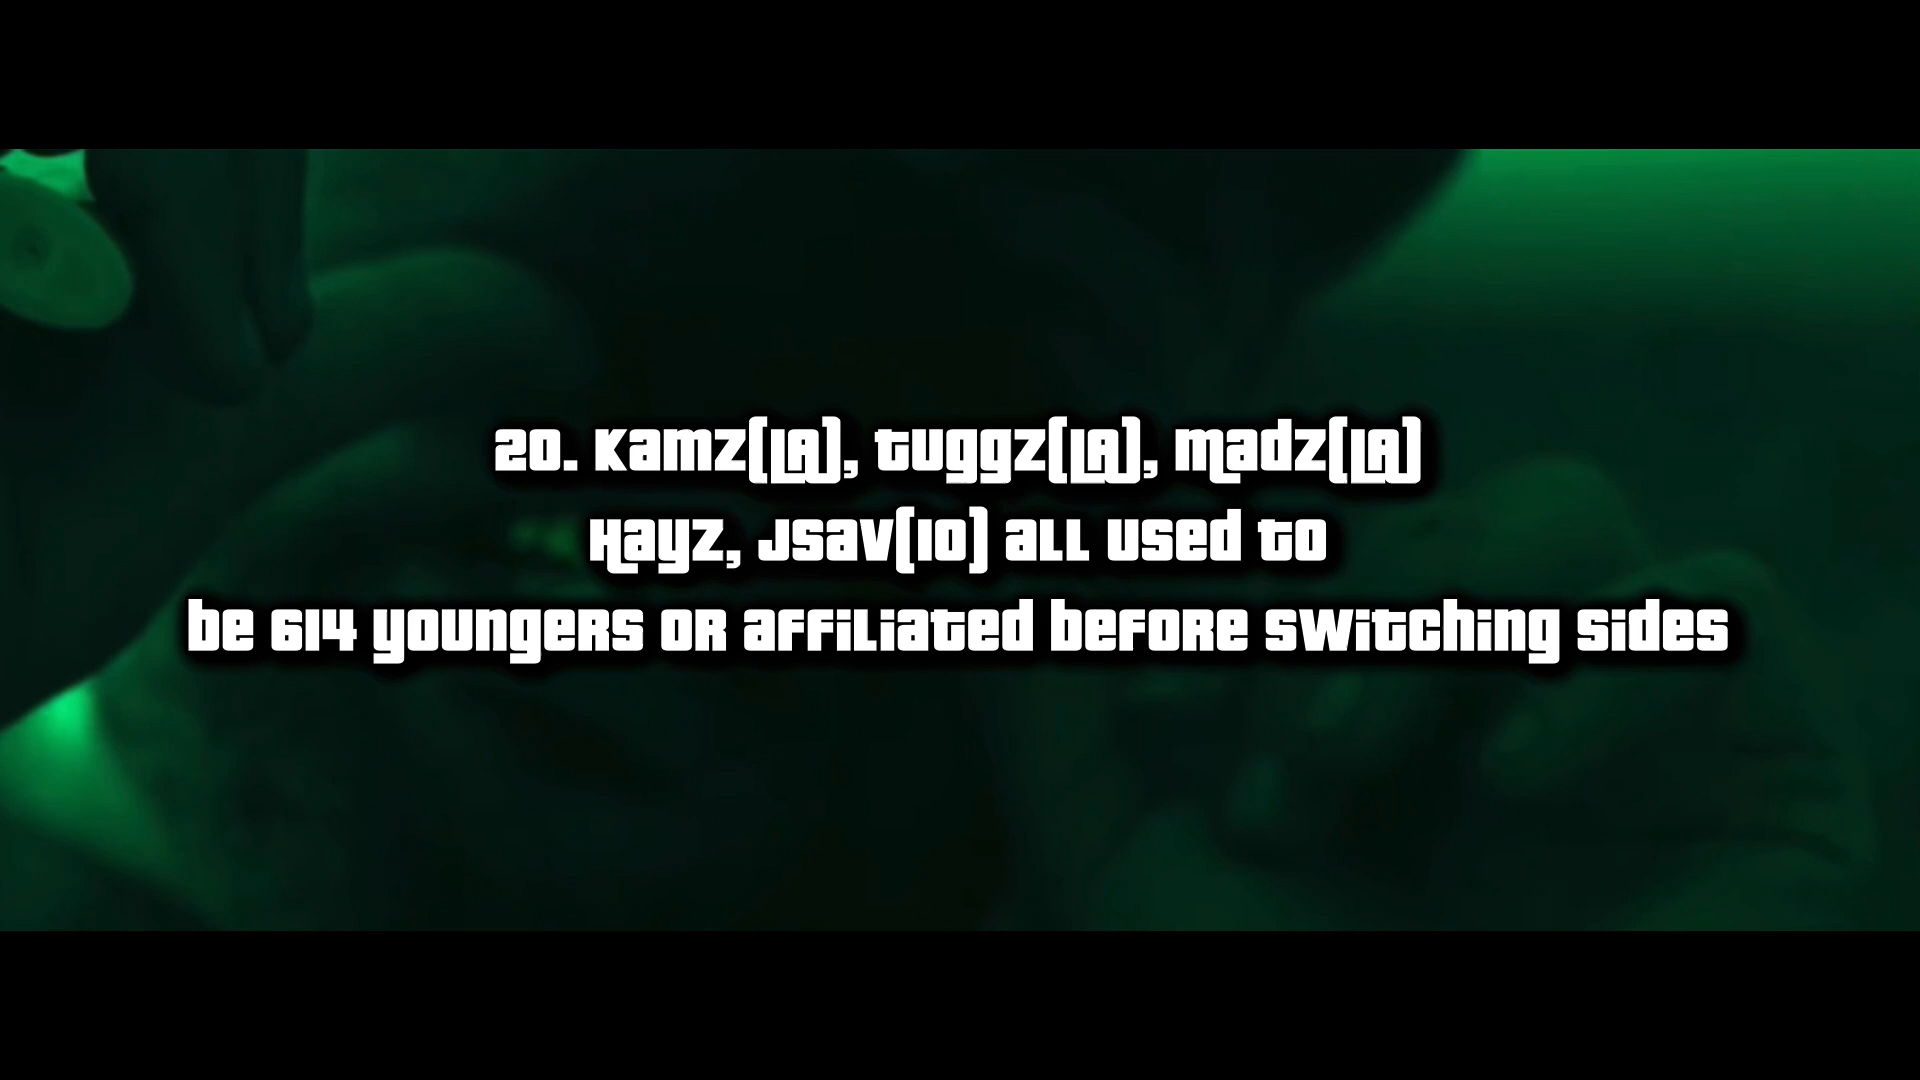 20. Kamz(LA), Tuggz(LA), Madz(LA)
Hayz, Jsav(10) all used to
be 614 youngers or affiliated before switching sides